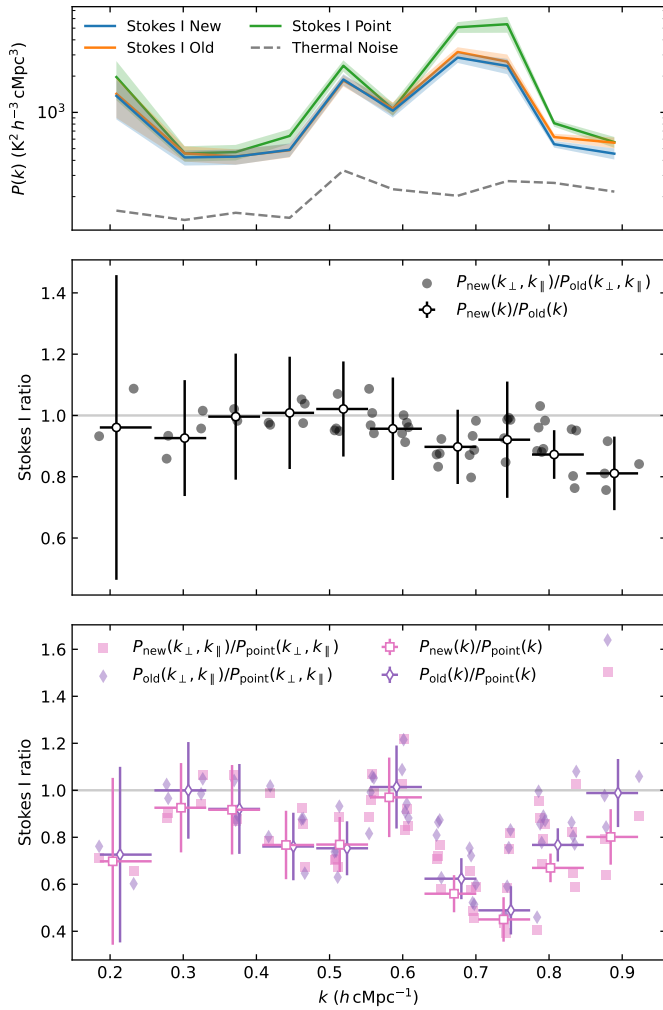 Stokes I New
Stokes I Old
Stokes I Point
Thermal Noise
10³
P(k) (K² h⁻³ cMpc³)
P_new(k_⊥, k_∥)/P_old(k_⊥, k_∥)
P_new(k)/P_old(k)
1.4
1.2
1.0
0.8
0.6
Stokes I ratio
P_new(k_⊥, k_∥)/P_point(k_⊥, k_∥)
P_old(k_⊥, k_∥)/P_point(k_⊥, k_∥)
P_new(k)/P_point(k)
P_old(k)/P_point(k)
1.6
1.4
1.2
1.0
0.8
0.6
0.4
Stokes I ratio
0.2 0.3 0.4 0.5 0.6 0.7 0.8 0.9
k (h cMpc⁻¹)